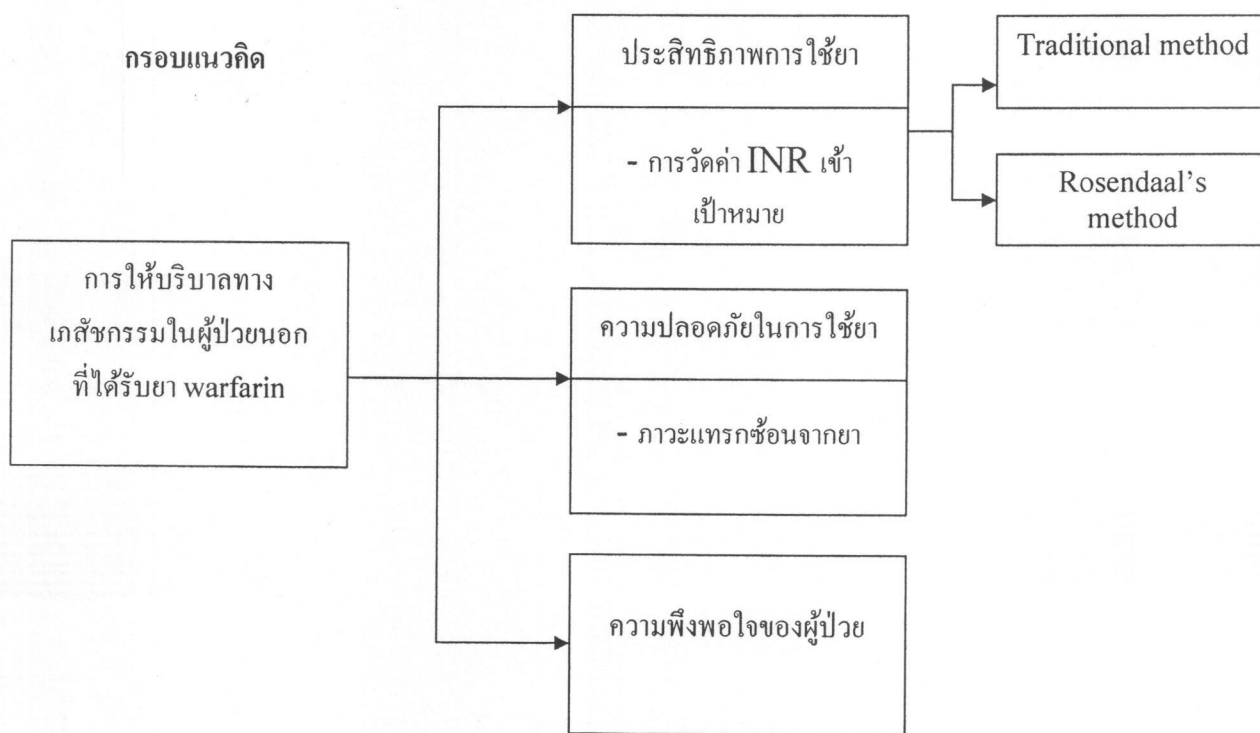 กรอบแนวคิด
การให้บริบาลทาง
เภสัชกรรมในผู้ป่วยนอก
ที่ได้รับยา warfarin
ประสิทธิภาพการใช้ยา
- การวัดค่า INR เข้า
เป้าหมาย
Traditional method
Rosendaal's
method
ความปลอดภัยในการใช้ยา
- ภาวะแทรกซ้อนจากยา
ความพึงพอใจของผู้ป่วย